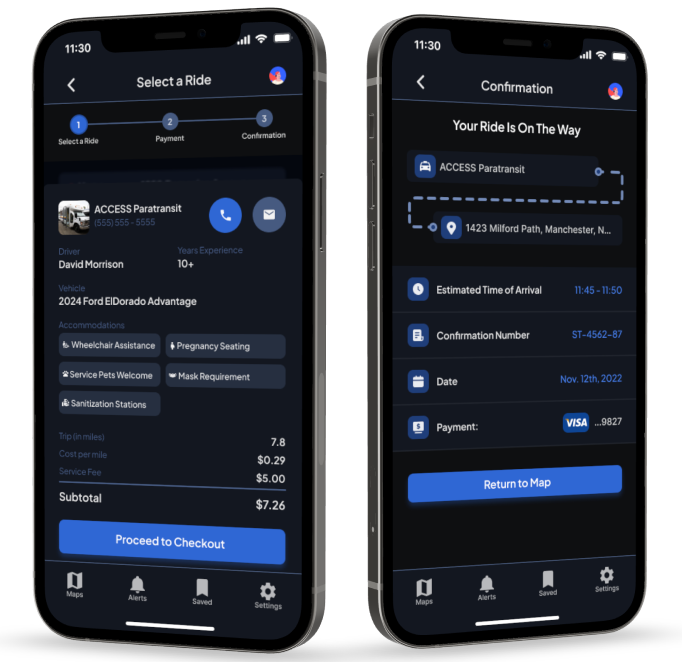 11:30
Select a Ride
1
2
3
Select a Ride
Payment
Confirmation
ACCESS Paratransit
(555) 555 - 5555
Driver
Years Experience
David Morrison
10+
Vehicle
2024 Ford ElDorado Advantage
Accommodations
Wheelchair Assistance
Pregnancy Seating
Service Pets Welcome
Mask Requirement
Sanitization Stations
Trip (in miles)
7.8
Cost per mile
$0.29
Service Fee
$5.00
Subtotal
$7.26
Proceed to Checkout
Maps
Alerts
Saved
Settings
11:30
Confirmation
Your Ride Is On The Way
ACCESS Paratransit
1423 Milford Path, Manchester, N...
Estimated Time of Arrival
11:45 - 11:50
Confirmation Number
ST-4562-87
Date
Nov. 12th, 2022
Payment:
VISA ...9827
Return to Map
Maps
Alerts
Saved
Settings